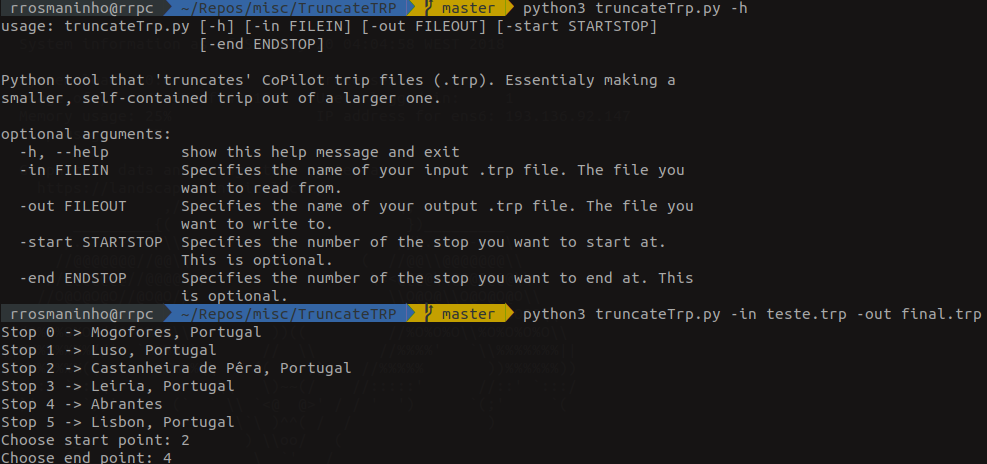 rrosmaninho@rrpc ~/Repos/misc/TruncateTRP master python3 truncateTrp.py -h
usage: truncateTrp.py [-h] [-in FILEIN] [-out FILEOUT] [-start STARTSTOP]
[-end ENDSTOP]
Python tool that 'truncates' CoPilot trip files (.trp). Essentialy making a
smaller, self-contained trip out of a larger one.
optional arguments:
-h, --help show this help message and exit
-in FILEIN Specifies the name of your input .trp file. The file you
want to read from.
-out FILEOUT Specifies the name of your output .trp file. The file you
want to write to.
-start STARTSTOP Specifies the number of the stop you want to start at.
This is optional.
-end ENDSTOP Specifies the number of the stop you want to end at. This
is optional.
rrosmaninho@rrpc ~/Repos/misc/TruncateTRP master python3 truncateTrp.py -in teste.trp -out final.trp
Stop 0 -> Mogofores, Portugal
Stop 1 -> Luso, Portugal
Stop 2 -> Castanheira de Pêra, Portugal
Stop 3 -> Leiria, Portugal
Stop 4 -> Abrantes
Stop 5 -> Lisbon, Portugal
Choose start point: 2
Choose end point: 4